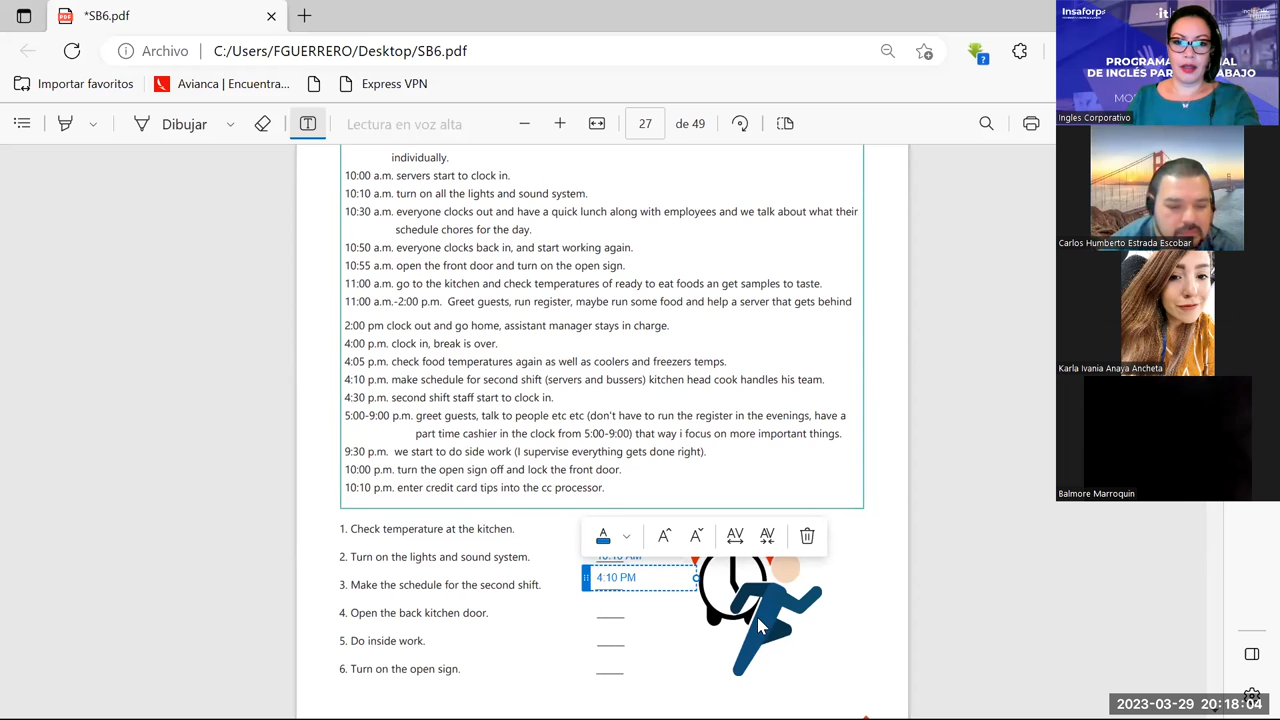 *SB6.pdf
Archivo
C:/Users/FGUERRERO/Desktop/SB6.pdf
Importar favoritos
Avianca | Encuentra...
Express VPN
Dibujar
Lectura en voz alta
27
de 49
individually.
10:00 a.m. servers start to clock in.
10:10 a.m. turn on all the lights and sound system.
10:30 a.m. everyone clocks out and have a quick lunch along with employees and we talk about what their
schedule chores for the day.
10:50 a.m. everyone clocks back in, and start working again.
10:55 a.m. open the front door and turn on the open sign.
11:00 a.m. go to the kitchen and check temperatures of ready to eat foods an get samples to taste.
11:00 a.m.-2:00 p.m. Greet guests, run register, maybe run some food and help a server that gets behind
2:00 pm clock out and go home, assistant manager stays in charge.
4:00 p.m. clock in, break is over.
4:05 p.m. check food temperatures again as well as coolers and freezers temps.
4:10 p.m. make schedule for second shift (servers and bussers) kitchen head cook handles his team.
4:30 p.m. second shift staff start to clock in.
5:00-9:00 p.m. greet guests, talk to people etc etc (don't have to run the register in the evenings, have a
part time cashier in the clock from 5:00-9:00) that way i focus on more important things.
9:30 p.m. we start to do side work (I supervise everything gets done right).
10:00 p.m. turn the open sign off and lock the front door.
10:10 p.m. enter credit card tips into the cc processor.
1. Check temperature at the kitchen.
2. Turn on the lights and sound system.
10:10 AM
3. Make the schedule for the second shift.
4:10 PM
4. Open the back kitchen door.
5. Do inside work.
6. Turn on the open sign.
Insaforp
PROGRAMA
DE INGLÉS
Ingles Corporativo
Carlos Humberto Estrada Escobar
Karla Ivania Anaya Ancheta
Balmore Marroquin
2023-03-29 20:18:04